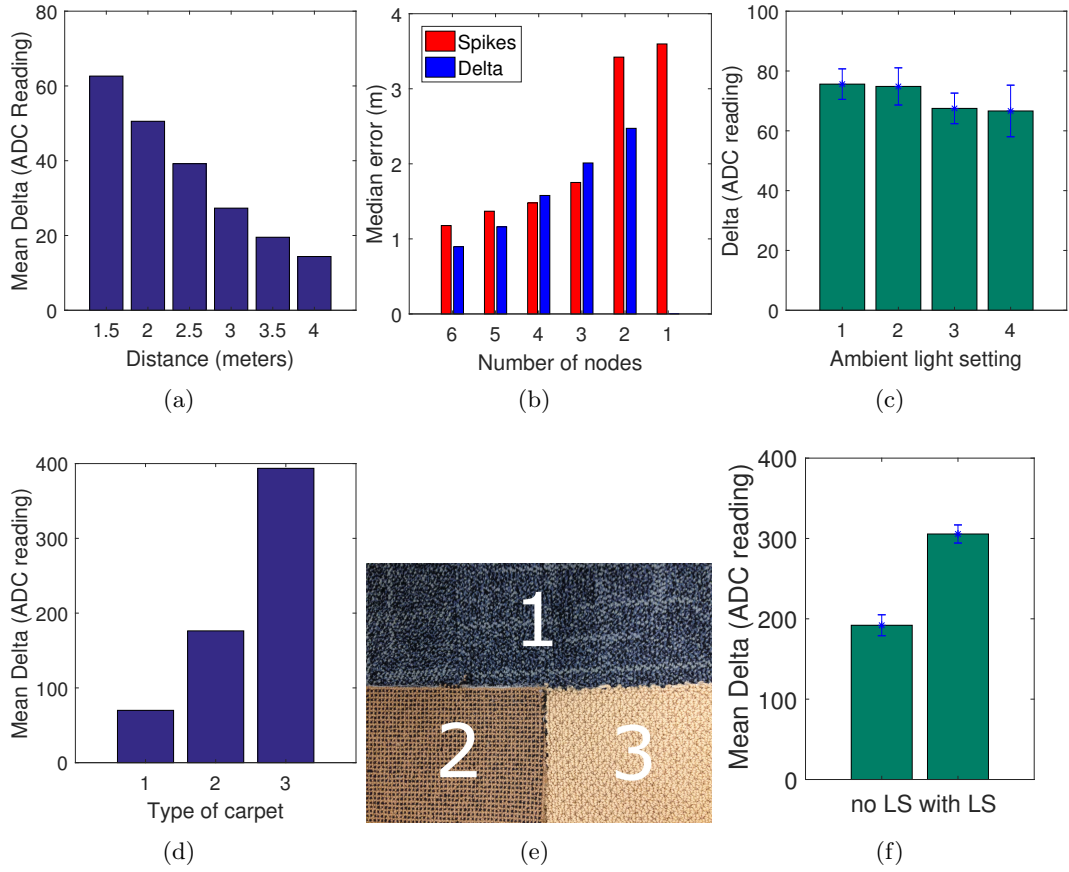 80
60
40
20
0
Mean Delta (ADC Reading)
1.5 2 2.5 3 3.5 4
Distance (meters)
(a)
4
3
2
1
0
Median error (m)
Spikes
Delta
6 5 4 3 2 1
Number of nodes
(b)
100
80
60
40
20
0
Delta (ADC reading)
1 2 3 4
Ambient light setting
(c)
400
300
200
100
0
Mean Delta (ADC reading)
1 2 3
Type of carpet
(d)
1
2 3
(e)
400
300
200
100
0
Mean Delta (ADC reading)
no LS with LS
(f)